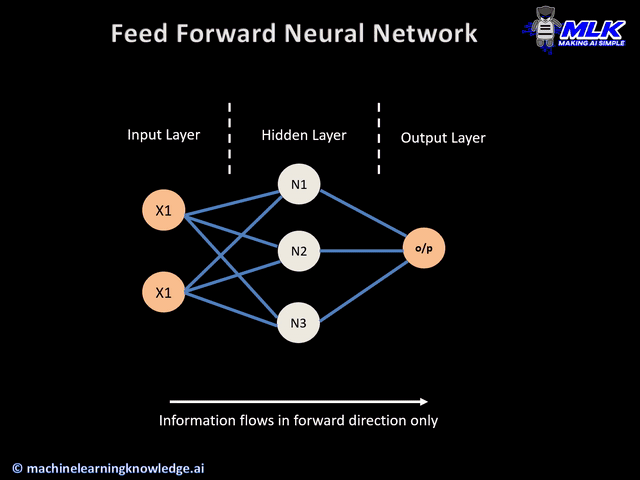 Feed Forward Neural Network
MLK
MAKING AI SIMPLE
Input Layer
Hidden Layer
Output Layer
X1
N1
N2
o/p
X1
N3
Information flows in forward direction only
© machinelearningknowledge.ai